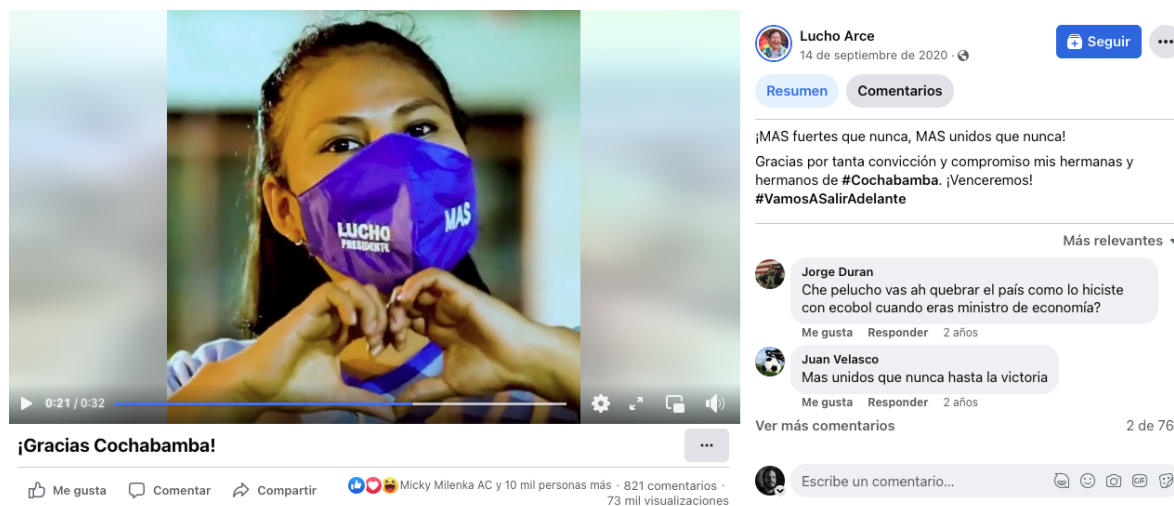 LUCHO
PRESIDENTE
MAS
0:21 / 0:32
¡Gracias Cochabamba!
Me gusta
Comentar
Compartir
Micky Milenka AC y 10 mil personas más · 821 comentarios ·
73 mil visualizaciones
Lucho Arce
14 de septiembre de 2020 ·
Seguir
Resumen
Comentarios
¡MAS fuertes que nunca, MAS unidos que nunca!
Gracias por tanta convicción y compromiso mis hermanas y
hermanos de #Cochabamba. ¡Venceremos!
#VamosASalirAdelante
Más relevantes
Jorge Duran
Che pelucho vas ah quebrar el país como lo hiciste
con ecobol cuando eras ministro de economía?
Me gusta Responder 2 años
Juan Velasco
Mas unidos que nunca hasta la victoria
Me gusta Responder 2 años
Ver más comentarios
2 de 76
Escribe un comentario...
GIF